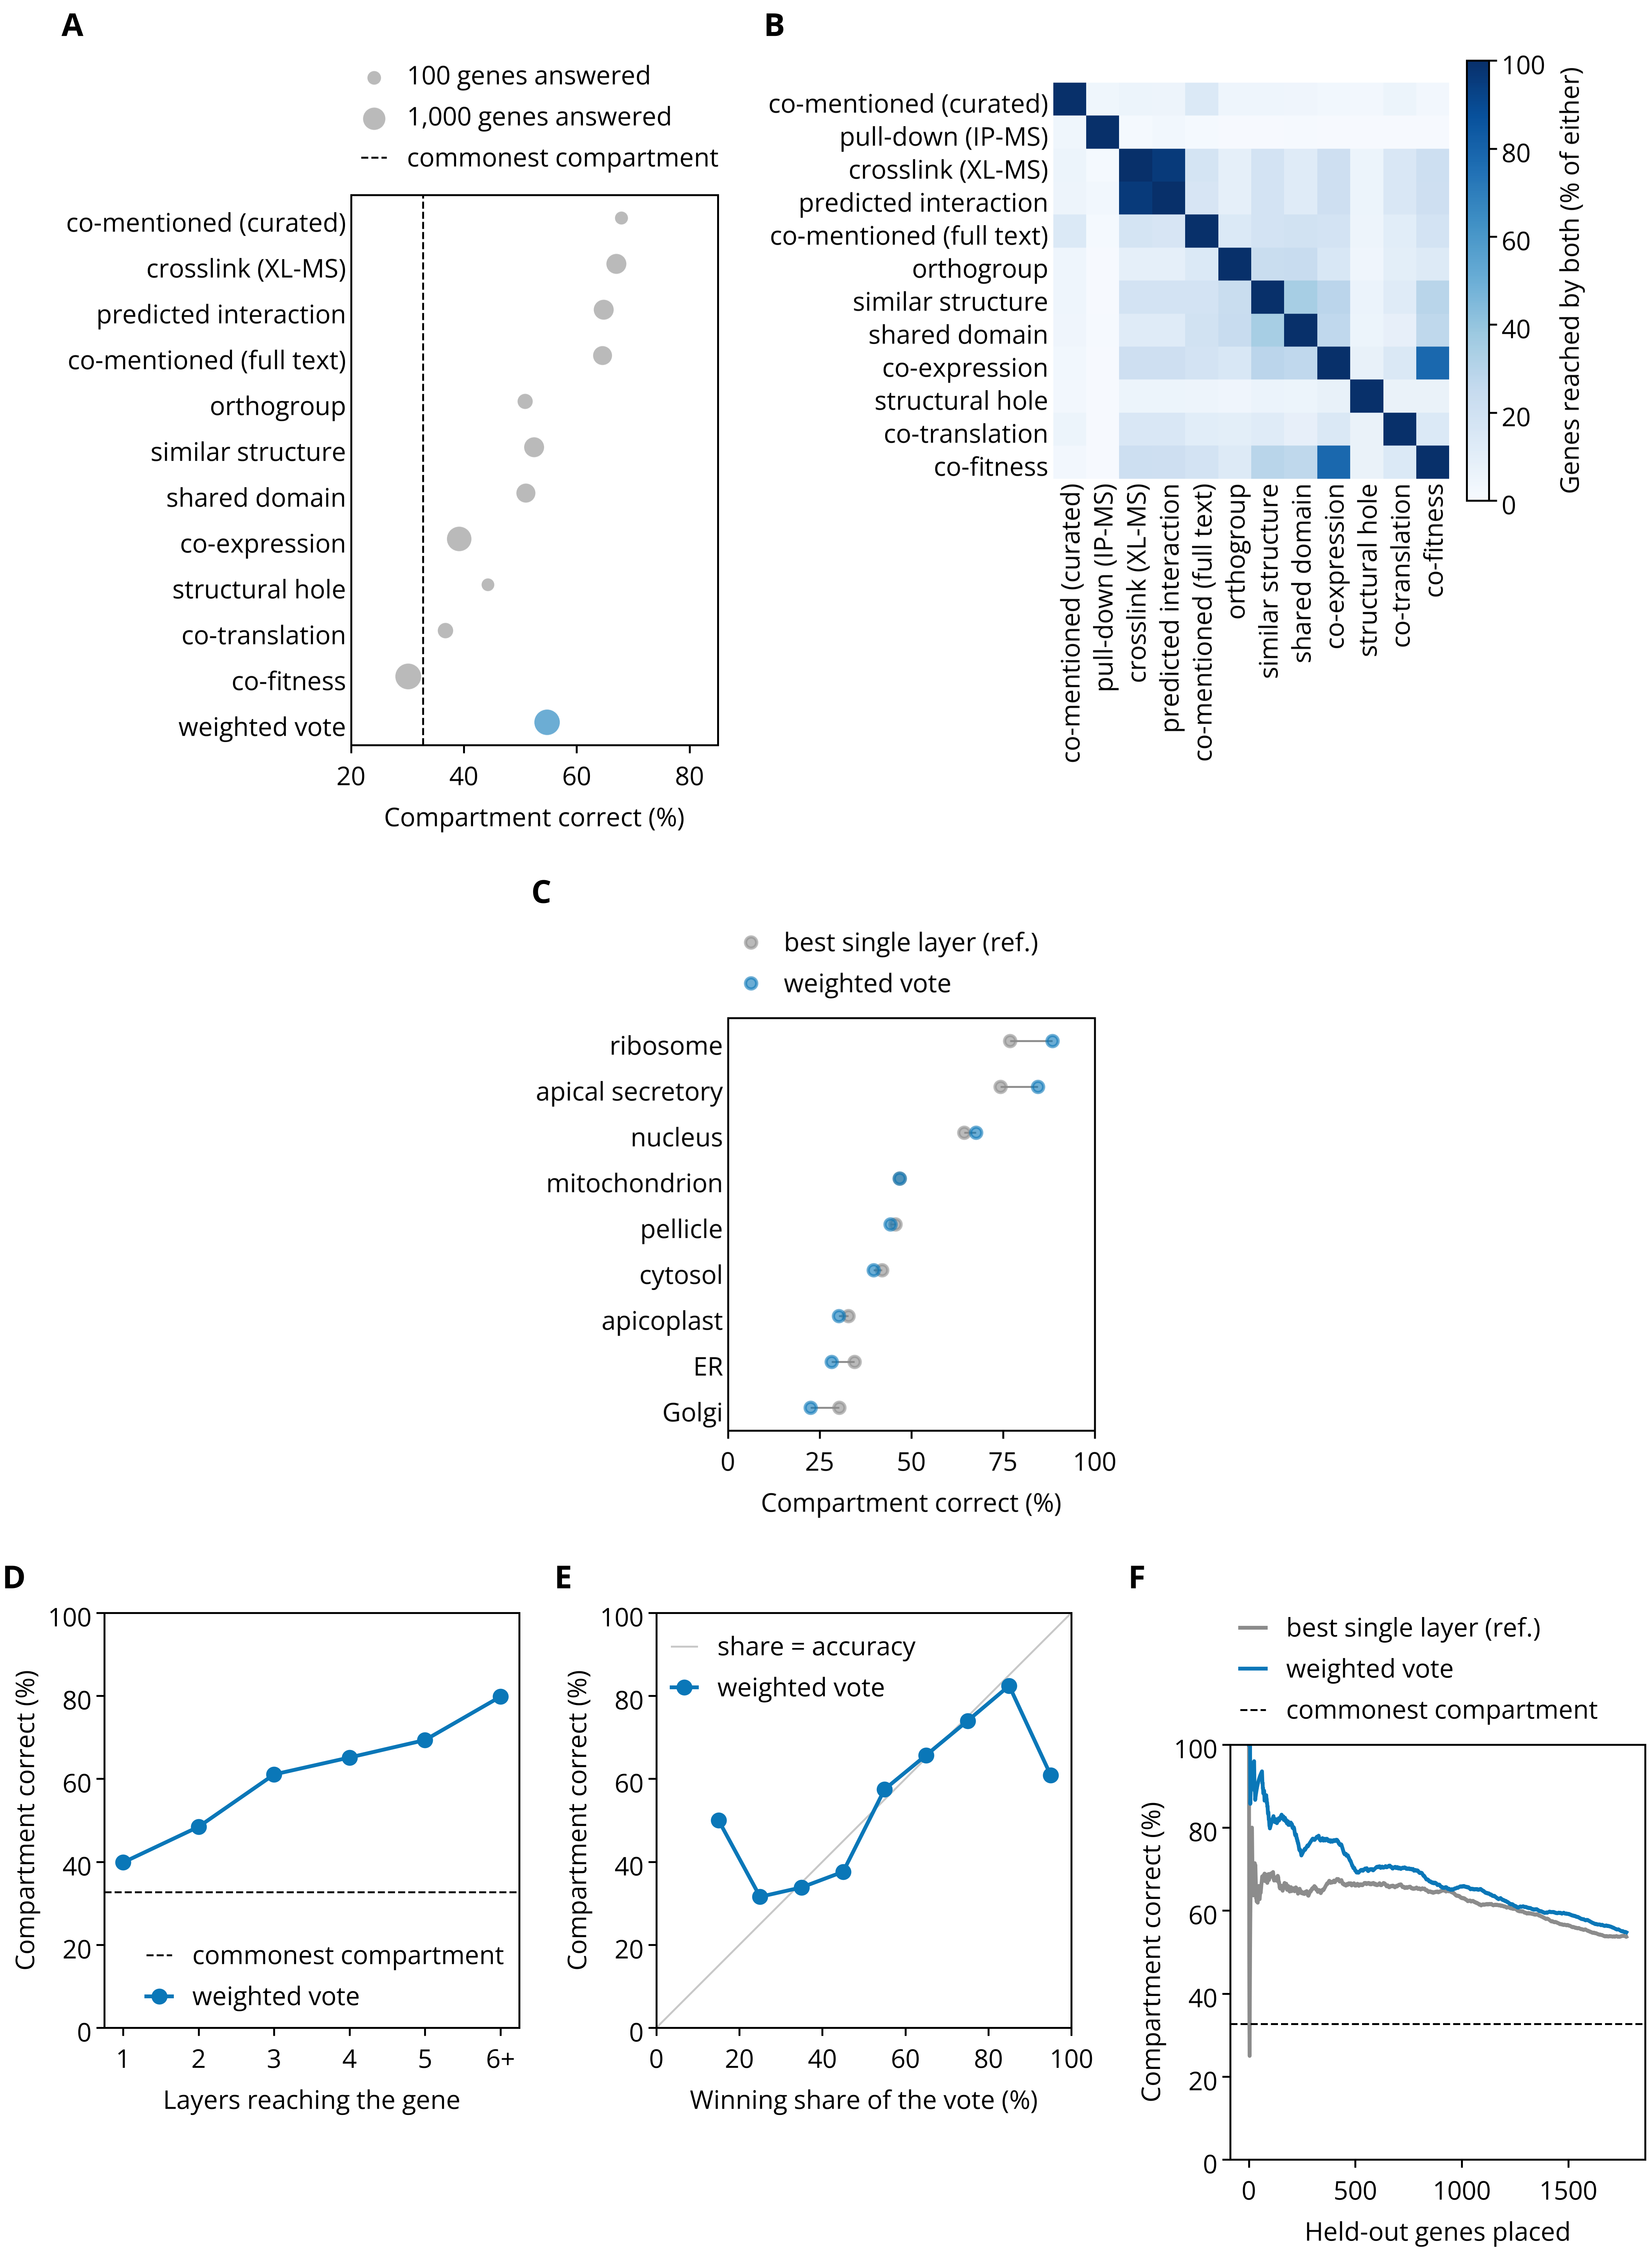 A
100 genes answered
1,000 genes answered
commonest compartment
co-mentioned (curated)
crosslink (XL-MS)
predicted interaction
co-mentioned (full text)
orthogroup
similar structure
shared domain
co-expression
structural hole
co-translation
co-fitness
weighted vote
20 40 60 80
Compartment correct (%)
B
co-mentioned (curated)
pull-down (IP-MS)
crosslink (XL-MS)
predicted interaction
co-mentioned (full text)
orthogroup
similar structure
shared domain
co-expression
structural hole
co-translation
co-fitness
co-mentioned (curated)
pull-down (IP-MS)
crosslink (XL-MS)
predicted interaction
co-mentioned (full text)
orthogroup
similar structure
shared domain
co-expression
structural hole
co-translation
co-fitness
100
80
60
40
20
0
Genes reached by both (% of either)
C
best single layer (ref.)
weighted vote
ribosome
apical secretory
nucleus
mitochondrion
pellicle
cytosol
apicoplast
ER
Golgi
0 25 50 75 100
Compartment correct (%)
D
100
80
60
40
20
0
Compartment correct (%)
commonest compartment
weighted vote
1 2 3 4 5 6+
Layers reaching the gene
E
100
80
60
40
20
0
Compartment correct (%)
share = accuracy
weighted vote
0 20 40 60 80 100
Winning share of the vote (%)
F
best single layer (ref.)
weighted vote
commonest compartment
100
80
60
40
20
0
Compartment correct (%)
0 500 1000 1500
Held-out genes placed